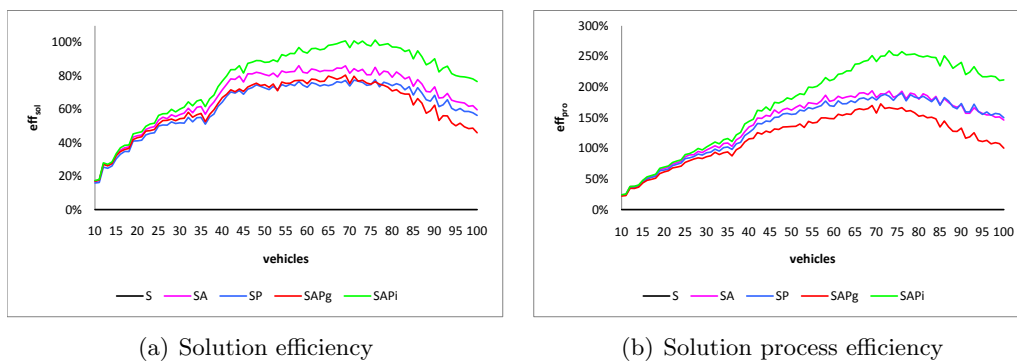 100%
80%
60%
40%
20%
0%
eff_sol
10 15 20 25 30 35 40 45 50 55 60 65 70 75 80 85 90 95 100
vehicles
S SA SP SAPg SAPi
(a) Solution efficiency
300%
250%
200%
150%
100%
50%
0%
eff_pro
10 15 20 25 30 35 40 45 50 55 60 65 70 75 80 85 90 95 100
vehicles
S SA SP SAPg SAPi
(b) Solution process efficiency